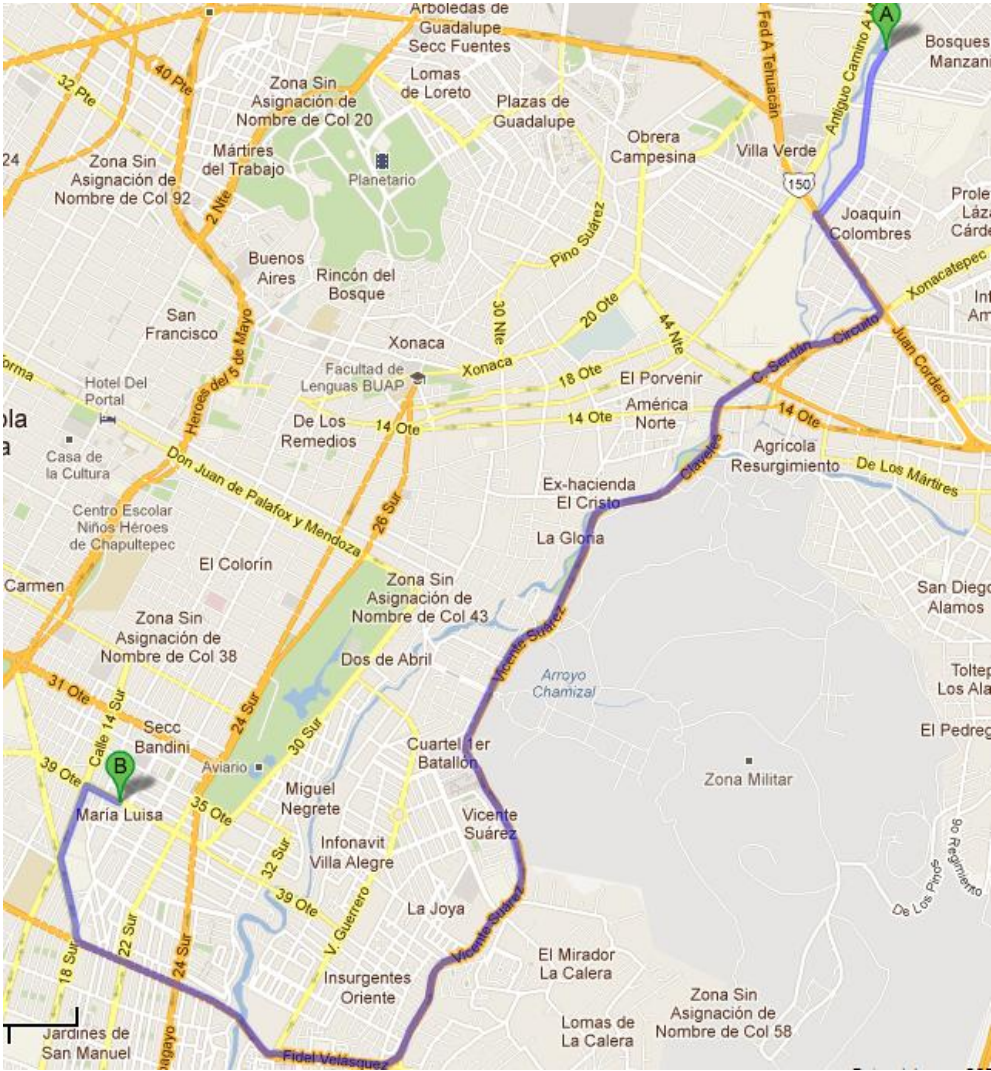 Arboledas de
Guadalupe
Secc Fuentes
A
Bosques
Manzani
40 Pte
32 Pte
Fed A Tehuacán
Antiguo Camino A
Zona Sin
Asignación de
Nombre de Col 20
Lomas
de Loreto
Plazas de
Guadalupe
Obrera
Campesina
Villa Verde
24
Zona Sin
Asignación de
Nombre de Col 92
Mártires
del Trabajo
Planetario
150
2 Nte
Joaquín
Colombres
Prole
Láza
Cárde
Buenos
Aires
Rincón del
Bosque
Pino Suárez
Xonacatepec
San
Francisco
30 Nte
20 Ote
44 Nte
Circuito
Juan Cordero
Inf
Am
Xonaca
Heroes del 5 de Mayo
Facultad de
Lenguas BUAP
Xonaca
18 Ote
El Porvenir
C. Serdán
orma
Hotel Del
Portal
De Los
Remedios
14 Ote
14 Ote
América
Norte
14 Ote
ola
a
Casa de
la Cultura
Don Juan de Palafox y Mendoza
Claveles
Agrícola
Resurgimiento
De Los Mártires
Centro Escolar
Niños Héroes
de Chapultepec
26 Sur
Ex-hacienda
El Cristo
La Gloria
Carmen
El Colorín
Zona Sin
Asignación de
Nombre de Col 43
San Diego
Alamos
Zona Sin
Asignación de
Nombre de Col 38
Dos de Abril
Vicente Suárez
Arroyo
Chamizal
Toltep
Los Ala
31 Ote
Calle 14 Sur
24 Sur
30 Sur
Secc
Bandini
Cuartel 1er
Batallón
El Pedreg
39 Ote
B
Aviario
Zona Militar
María Luisa
35 Ote
Miguel
Negrete
Vicente
Suárez
32 Sur
Infonavit
Villa Alegre
9o Regimiento
De Los Pinos
39 Ote
V. Guerrero
La Joya
18 Sur
22 Sur
24 Sur
Vicente Suárez
El Mirador
La Calera
Insurgentes
Oriente
Zona Sin
Asignación de
Nombre de Col 58
Jardines de
San Manuel
Lomas de
La Calera
Fidel Velásquez